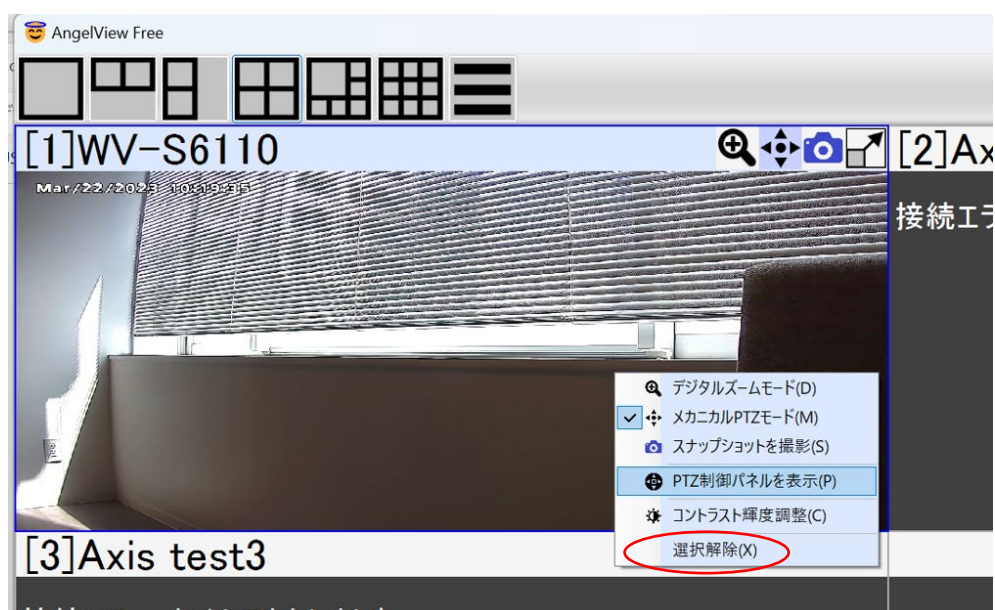 AngelView Free
[1]WV-S6110
[2]Ax
Mar/22/2023 10:19:35
接続エラ
デジタルズームモード(D)
メカニカルPTZモード(M)
スナップショットを撮影(S)
PTZ制御パネルを表示(P)
コントラスト輝度調整(C)
選択解除(X)
[3]Axis test3